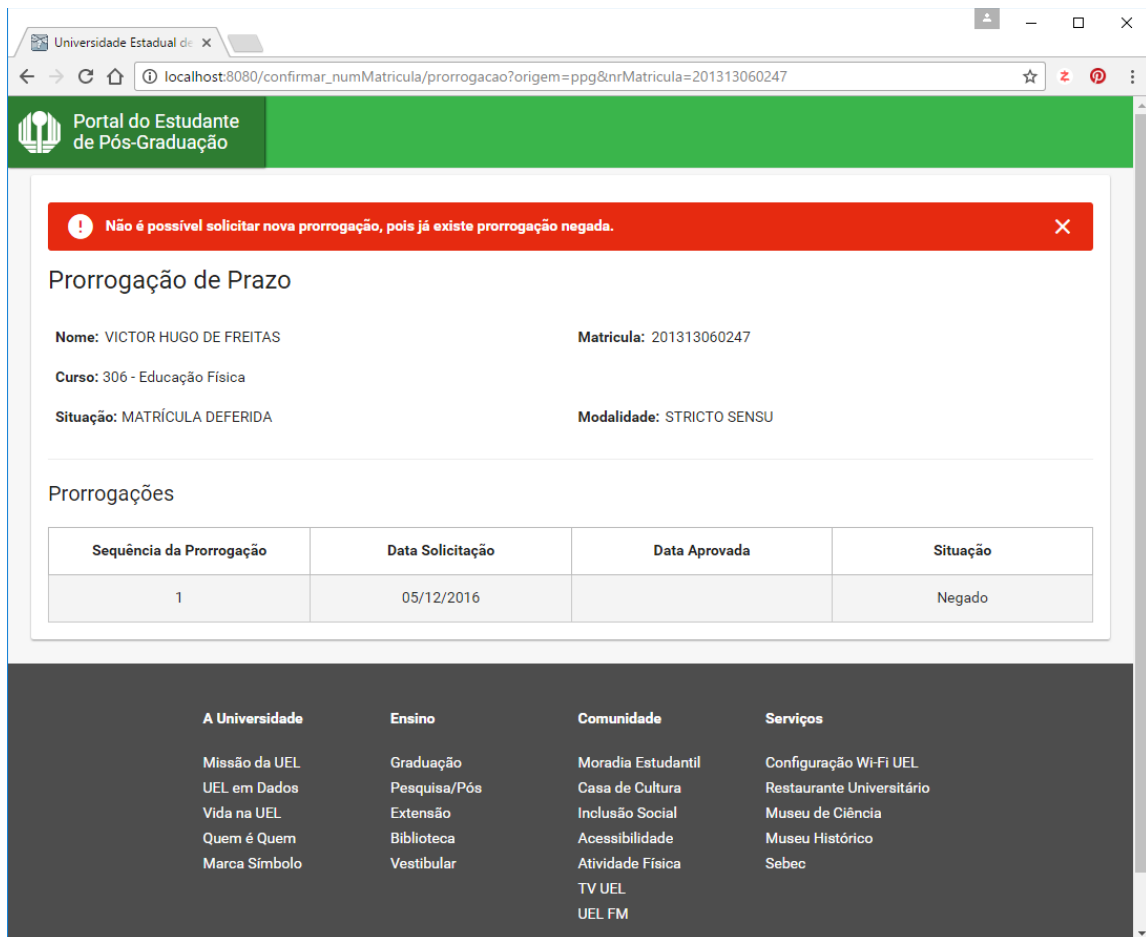 Universidade Estadual de
localhost:8080/confirmar_numMatricula/prorrogacao?origem=ppg&nrMatricula=201313060247
Portal do Estudante
de Pós-Graduação
Não é possível solicitar nova prorrogação, pois já existe prorrogação negada.
Prorrogação de Prazo
Nome: VICTOR HUGO DE FREITAS
Matricula: 201313060247
Curso: 306 - Educação Física
Situação: MATRÍCULA DEFERIDA
Modalidade: STRICTO SENSU
Prorrogações
Sequência da Prorrogação Data Solicitação Data Aprovada Situação
1 05/12/2016 Negado
A Universidade Ensino Comunidade Serviços
Missão da UEL Graduação Moradia Estudantil Configuração Wi-Fi UEL
UEL em Dados Pesquisa/Pós Casa de Cultura Restaurante Universitário
Vida na UEL Extensão Inclusão Social Museu de Ciência
Quem é Quem Biblioteca Acessibilidade Museu Histórico
Marca Símbolo Vestibular Atividade Física Sebec
TV UEL
UEL FM